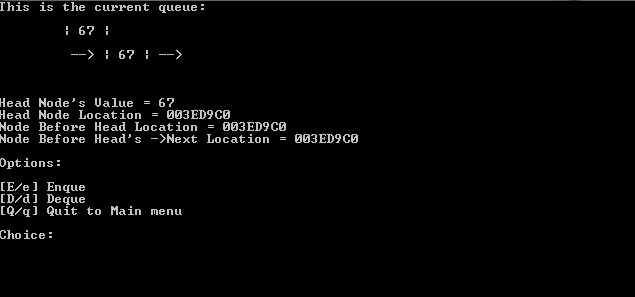 This is the current queue:
¦ 67 ¦
--> ¦ 67 ¦ -->
Head Node's Value = 67
Head Node Location = 003ED9C0
Node Before Head Location = 003ED9C0
Node Before Head's ->Next Location = 003ED9C0
Options:
[E/e] Enque
[D/d] Deque
[Q/q] Quit to Main menu
Choice: